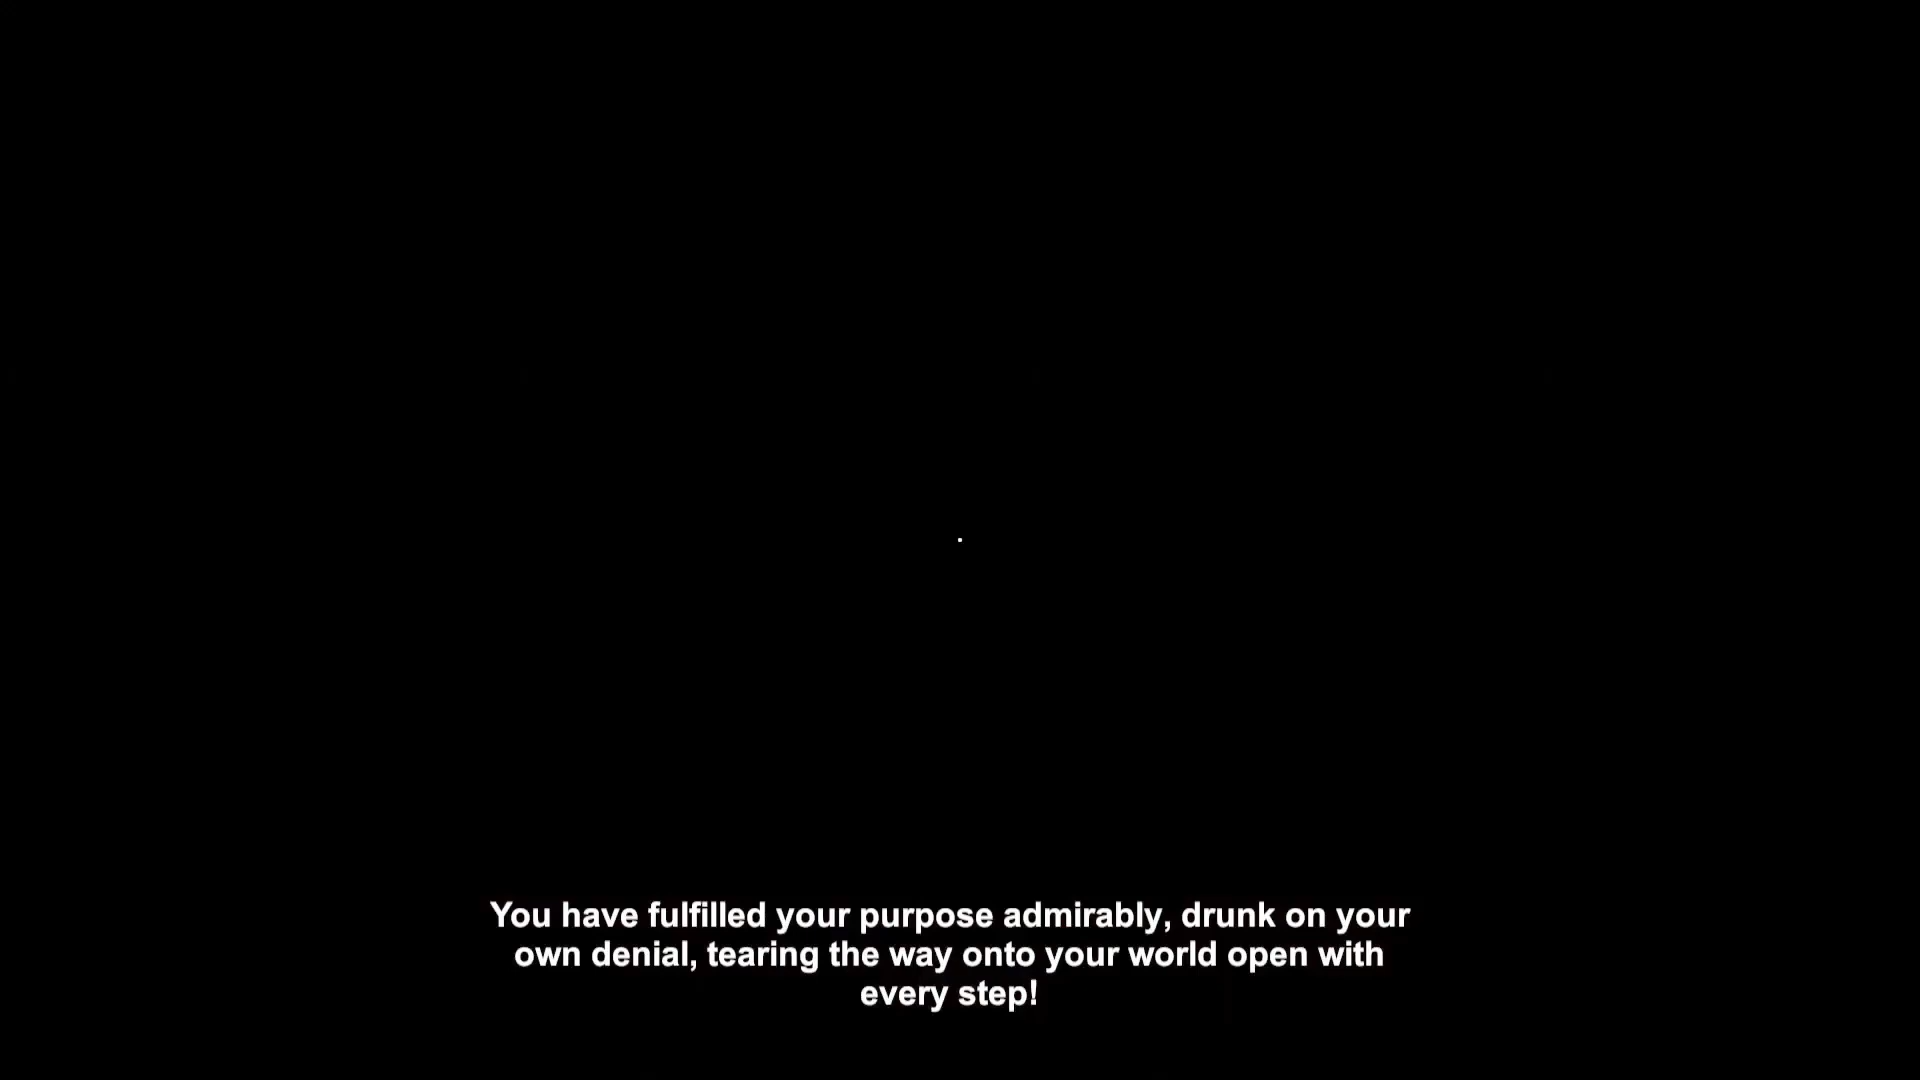 You have fulfilled your purpose admirably, drunk on your
own denial, tearing the way onto your world open with
every step!